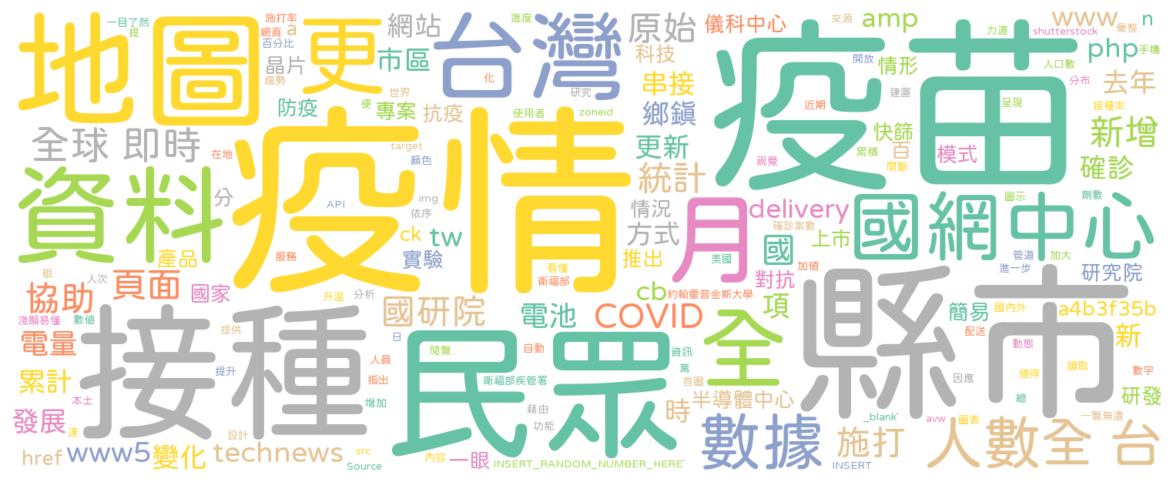 地圖
疫情
疫苗
接種
民眾
縣市
更
台灣
資料
月
全
國網中心
數據
人數全
台
網站
原始
科技
儀科中心
amp
www
n
php
手機
shutterstock
來源
力道
彙整
一目了然
提
施打率
網頁
a
百分比
趨勢
晶片
市區
進度
化
研究
世界
便
防疫
專案
抗疫
使用者
zoneid
串接
鄉鎮
更新
統計
近期
視覺
情形
開放
建置
人口數
呈現
分布
去年
接種率
新增
確診
快篩
百
累積
閒斷
模式
全球
即時
在地
target
顏色
API
img
依序
分
ck
tw
實驗
服務
情況
方式
推出
delivery
確診案數
國
上市
圖示
劑數
產品
眼
人次
協助
頁面
國家
淺顯易懂
數值
升溫
分析
看懂
衛福部
美國
cb
約翰霍普金斯大學
對抗
加值
項
管道
進一步
加大
研究院
國研院
電池
COVID
簡易
國內外
配送
a4b3f35b
新
電量
提供
提升
日
閱覽
自動
資訊
萬
首圖
人員
指出
衛福部疾管署
時
半導體中心
動態
因應
值得
讀取
總
數字
研發
累計
本土
增加
發展
達
設計
藉由
功能
施打
_blank'
avw
圖表
一覽無遺
href
www5
變化
technews
src
Source
內容
一眼
INSERT_RANDOM_NUMBER_HERE'
INSERT